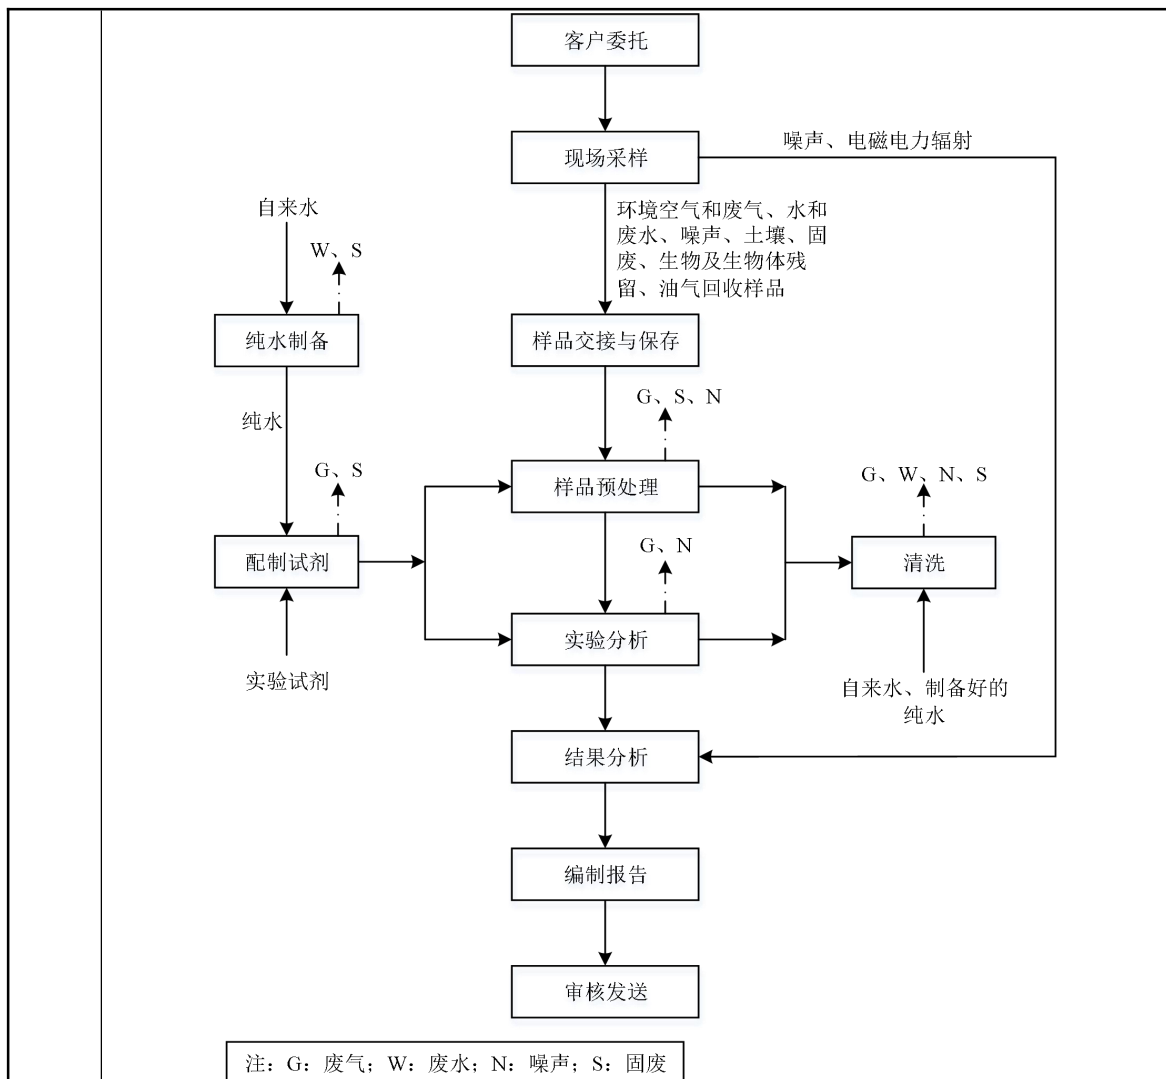 客户委托
现场采样
噪声、电磁电力辐射
环境空气和废气、水和
废水、噪声、土壤、固
废、生物及生物体残
留、油气回收样品
自来水
W、S
纯水制备
样品交接与保存
纯水
G、S、N
G、S
样品预处理
G、W、N、S
配制试剂
G、N
清洗
实验分析
实验试剂
自来水、制备好的
纯水
结果分析
编制报告
审核发送
注：G：废气；W：废水；N：噪声；S：固废